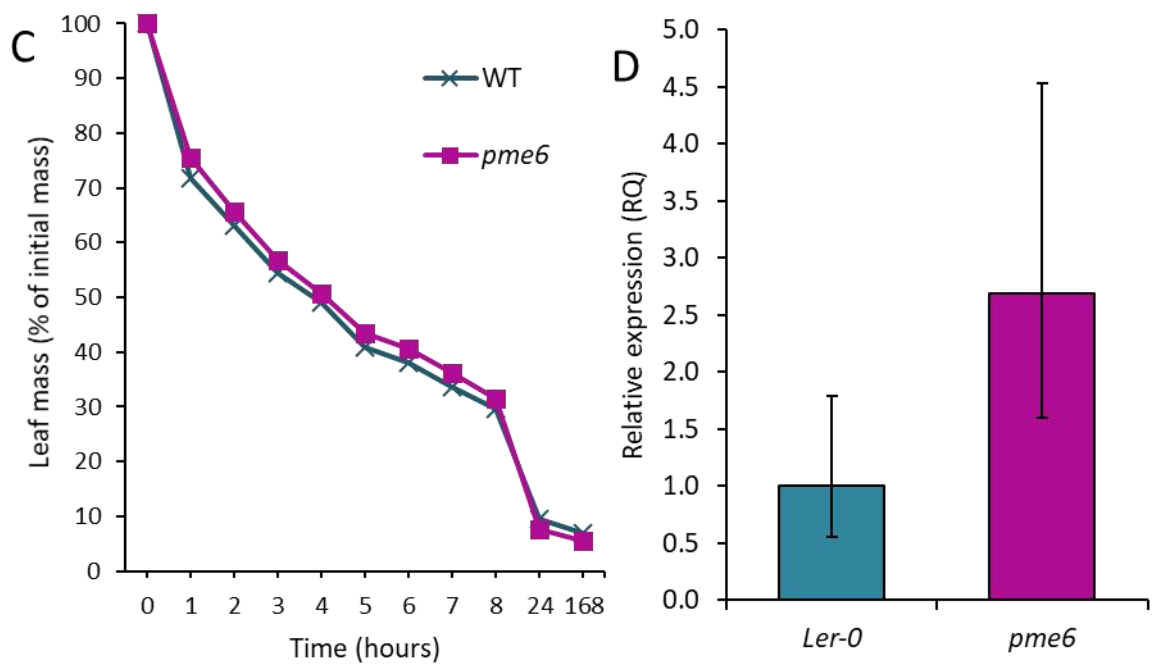 C
Leaf mass (% of initial mass)
100
90
80
70
60
50
40
30
20
10
0
0 1 2 3 4 5 6 7 8 24 168
Time (hours)
WT
pme6
D
Relative expression (RQ)
5.0
4.5
4.0
3.5
3.0
2.5
2.0
1.5
1.0
0.5
0.0
Ler-0 pme6